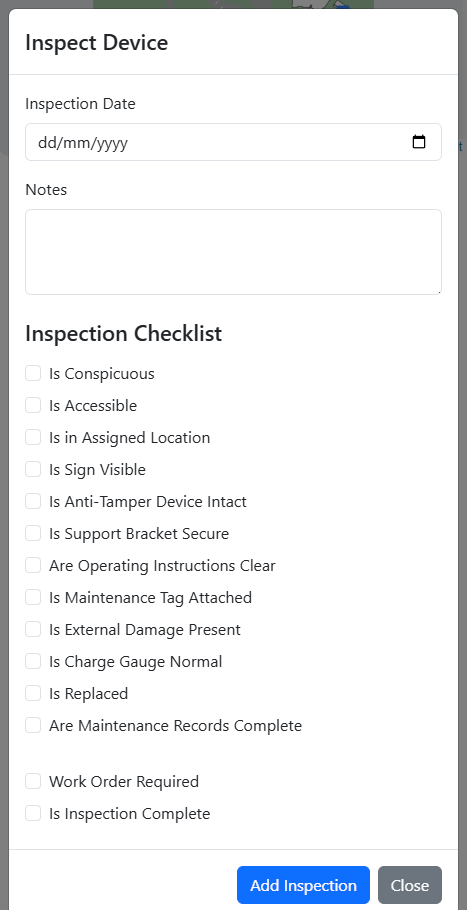 Inspect Device
Inspection Date
dd/mm/yyyy
Notes
Inspection Checklist
Is Conspicuous
Is Accessible
Is in Assigned Location
Is Sign Visible
Is Anti-Tamper Device Intact
Is Support Bracket Secure
Are Operating Instructions Clear
Is Maintenance Tag Attached
Is External Damage Present
Is Charge Gauge Normal
Is Replaced
Are Maintenance Records Complete
Work Order Required
Is Inspection Complete
Add Inspection Close